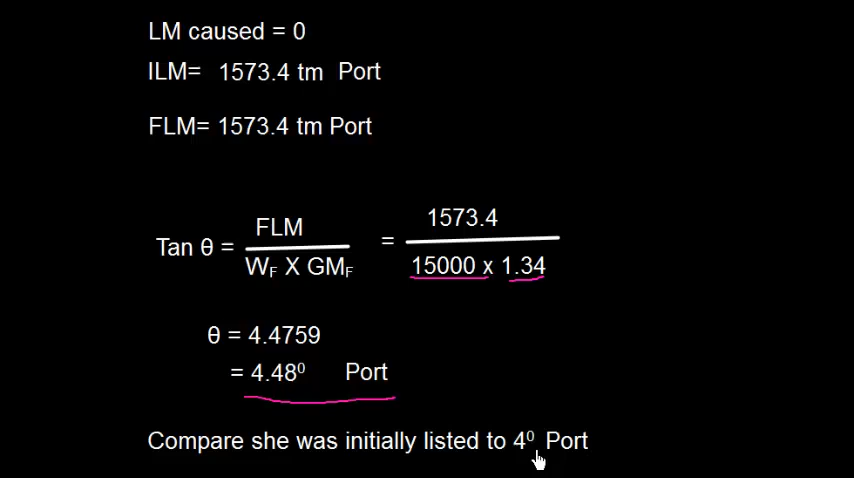 LM caused = 0
ILM= 1573.4 tm Port
FLM= 1573.4 tm Port
Tan θ = FLM / W_F X GM_F = 1573.4 / 15000 x 1.34
θ = 4.4759
= 4.48⁰ Port
Compare she was initially listed to 4⁰ Port